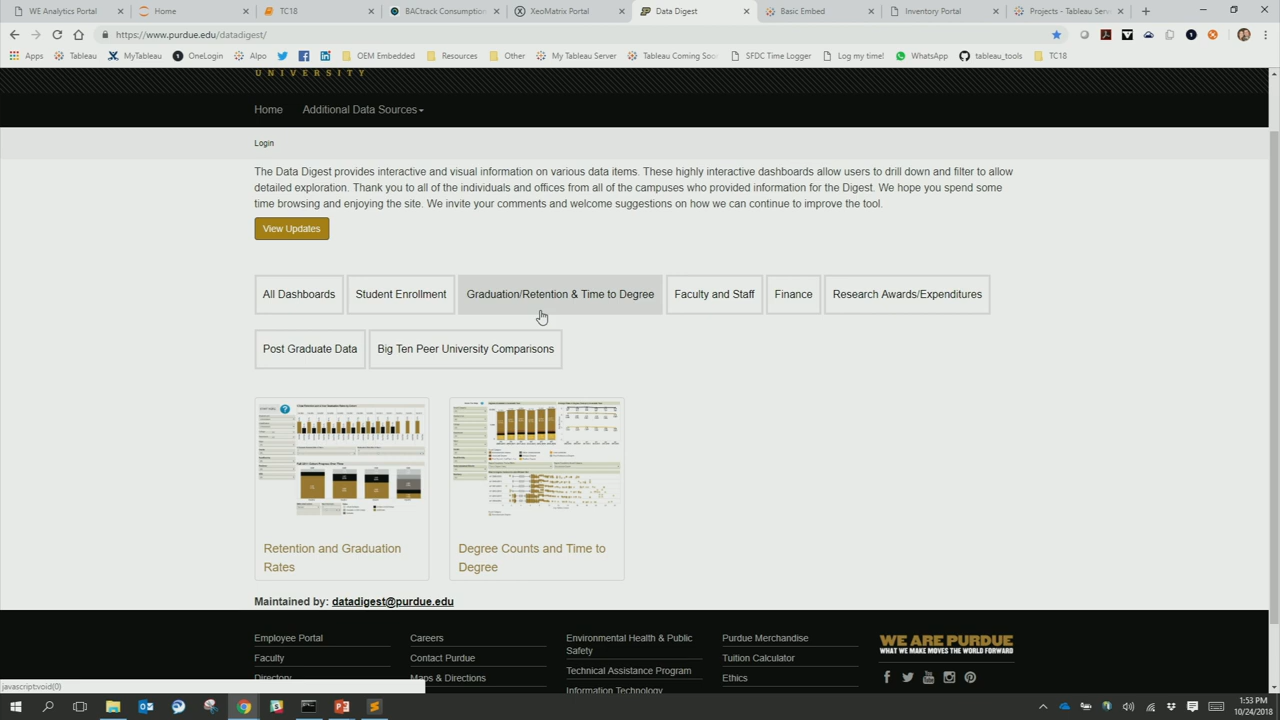 WE Analytics Portal
Home
TC18
BACtrack Consumption
XeoMatrix Portal
Data Digest
Basic Embed
Inventory Portal
Projects - Tableau Serv
https://www.purdue.edu/datadigest/
Apps
Tableau
MyTableau
OneLogin
Alpo
OEM Embedded
Resources
Other
My Tableau Server
Tableau Coming Soo
SFDC Time Logger
Log my time!
WhatsApp
tableau_tools
TC18
UNIVERSITY
Home
Additional Data Sources
Login
The Data Digest provides interactive and visual information on various data items. These highly interactive dashboards allow users to drill down and filter to allow
detailed exploration. Thank you to all of the individuals and offices from all of the campuses who provided information for the Digest. We hope you spend some
time browsing and enjoying the site. We invite your comments and welcome suggestions on how we can continue to improve the tool.
View Updates
All Dashboards
Student Enrollment
Graduation/Retention & Time to Degree
Faculty and Staff
Finance
Research Awards/Expenditures
Post Graduate Data
Big Ten Peer University Comparisons
Retention and Graduation
Rates
Degree Counts and Time to
Degree
Maintained by: datadigest@purdue.edu
Employee Portal
Faculty
Directory
Careers
Contact Purdue
Maps & Directions
Environmental Health & Public
Safety
Technical Assistance Program
Information Technology
Purdue Merchandise
Tuition Calculator
Ethics
WE ARE PURDUE
WHAT WE MAKE MOVES THE WORLD FORWARD
javascript:void(0)
1:53 PM
10/24/2018